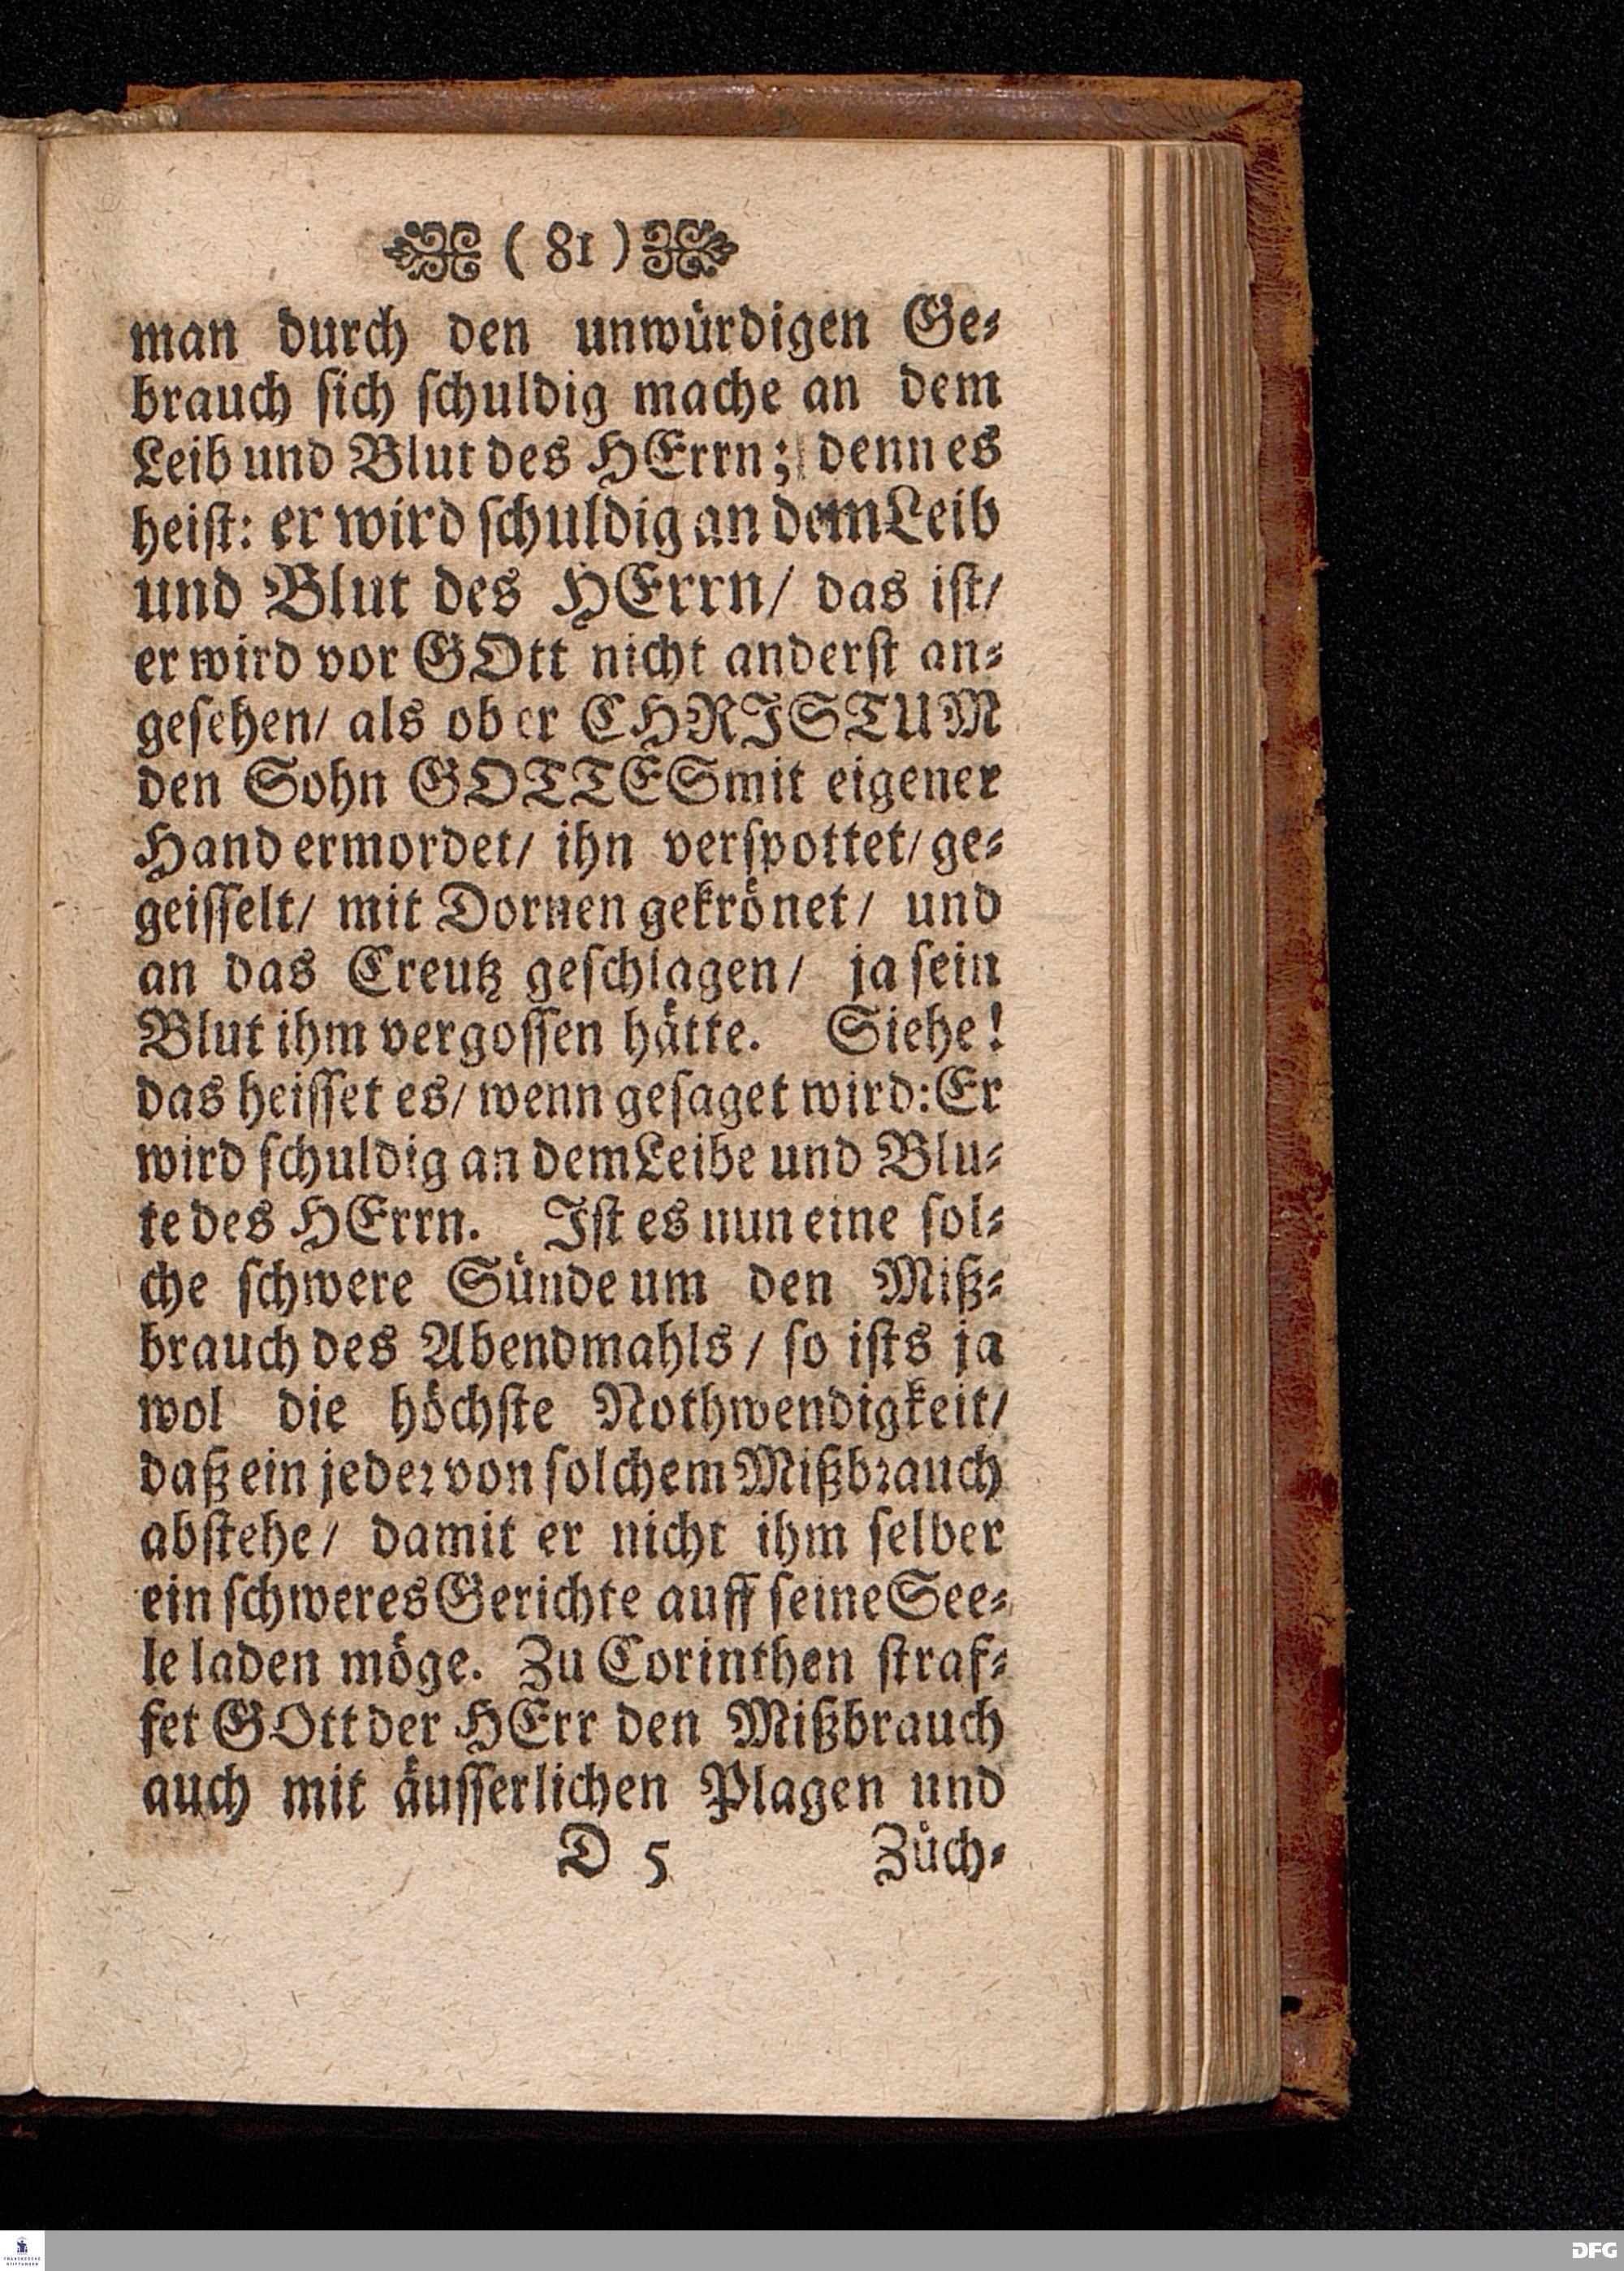 ( 81 )
man durch den unwürdigen Ge-
brauch sich schuldig mache an dem
Leib und Blut des HErrn; denn es
heist: er wird schuldig an dem Leib
und Blut des HErrn/ das ist/
er wird vor GOtt nicht anderst an-
gesehen/ als ob er CHRISTUM
den Sohn GOTTES mit eigener
Hand ermordet/ ihn verspottet/ ge-
geisselt/ mit Dornen gekrönet/ und
an das Creutz geschlagen/ ja sein
Blut ihm vergossen hätte. Siehe!
das heisset es/ wenn gesaget wird: Er
wird schuldig an dem Leibe und Blu-
te des HErrn. Ist es nun eine sol-
che schwere Sünde um den Miß-
brauch des Abendmahls/ so ists ja
wol die höchste Nothwendigkeit/
daß ein jeder von solchem Mißbrauch
abstehe/ damit er nicht ihm selber
ein schweres Gerichte auff seine See-
le laden möge. Zu Corinthen straf-
fet GOtt der HErr den Mißbrauch
auch mit äusserlichen Plagen und
D 5 Züch-
FRANCKESCHE
STIFTUNGEN
DFG